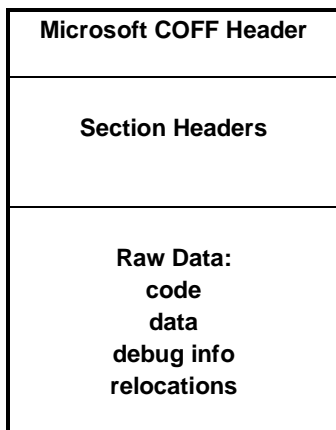 Microsoft COFF Header
Section Headers
Raw Data:
code
data
debug info
relocations